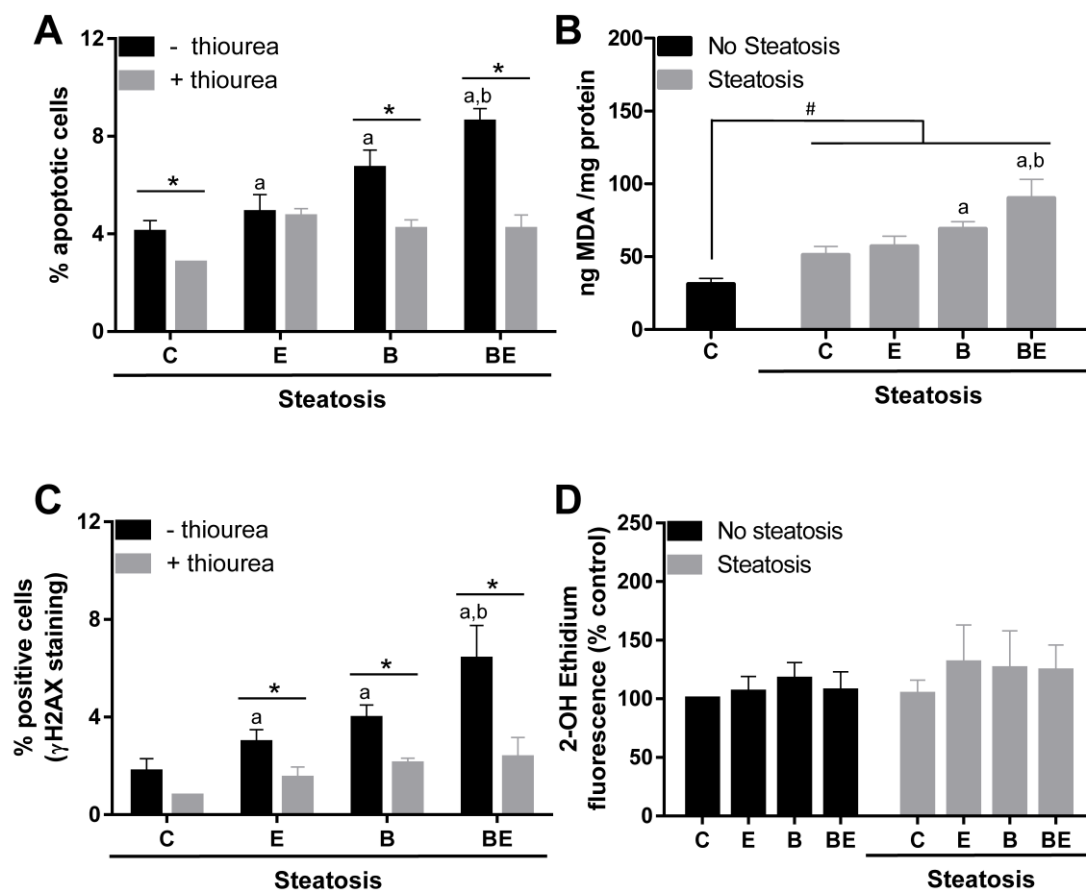 A
% apoptotic cells
12
8
4
0
- thiourea
+ thiourea
*
a
a
*
a,b
*
C E B BE
Steatosis
B
ng MDA /mg protein
200
150
100
50
0
No Steatosis
Steatosis
#
a
a,b
C C E B BE
Steatosis
C
% positive cells
(γH2AX staining)
12
8
4
0
- thiourea
+ thiourea
a
*
a
*
a,b
*
C E B BE
Steatosis
D
2-OH Ethidium
fluorescence (% control)
250
200
150
100
50
0
No steatosis
Steatosis
C E B BE C E B BE
Steatosis